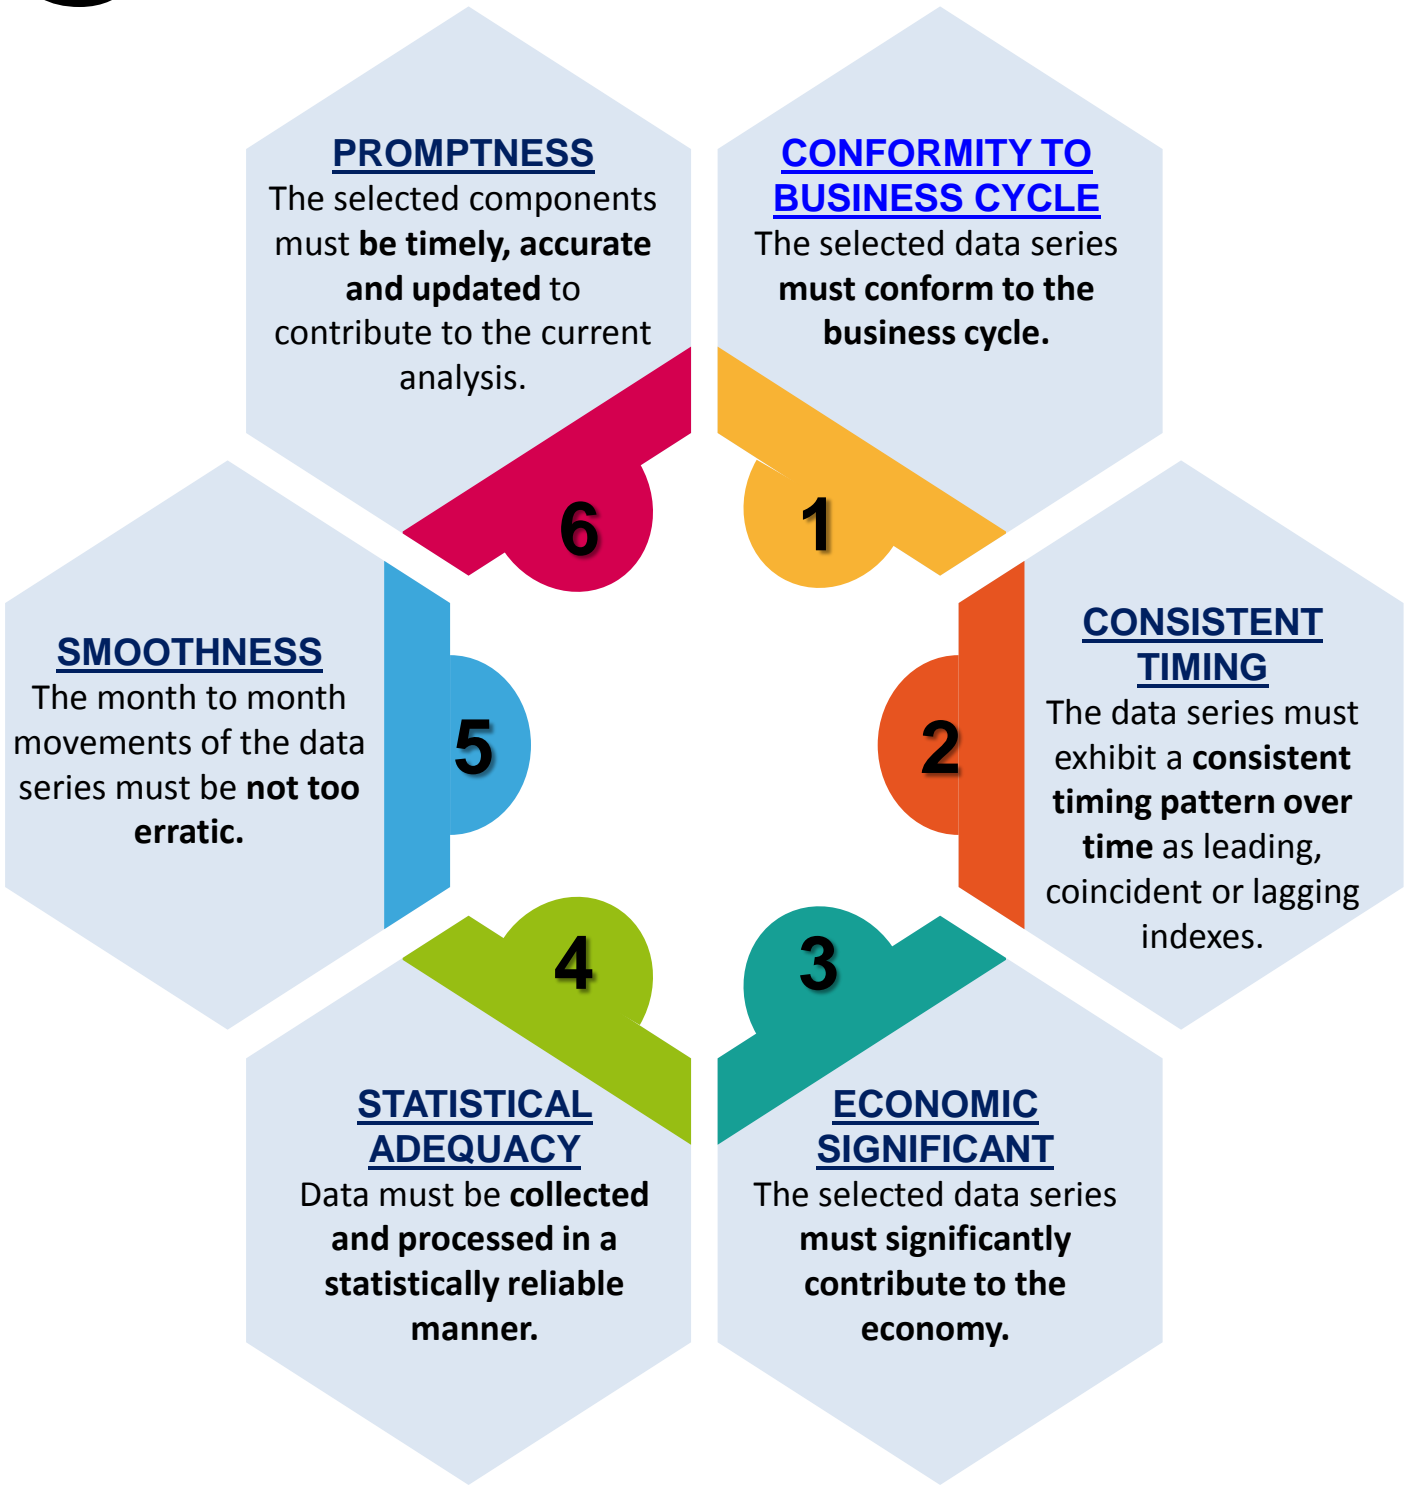 CONFORMITY TO
BUSINESS CYCLE
The selected data series
must conform to the
business cycle.
1
CONSISTENT
TIMING
The data series must
exhibit a consistent
timing pattern over
time as leading,
coincident or lagging
indexes.
2
ECONOMIC
SIGNIFICANT
The selected data series
must significantly
contribute to the
economy.
3
STATISTICAL
ADEQUACY
Data must be collected
and processed in a
statistically reliable
manner.
4
SMOOTHNESS
The month to month
movements of the data
series must be not too
erratic.
5
PROMPTNESS
The selected components
must be timely, accurate
and updated to
contribute to the current
analysis.
6